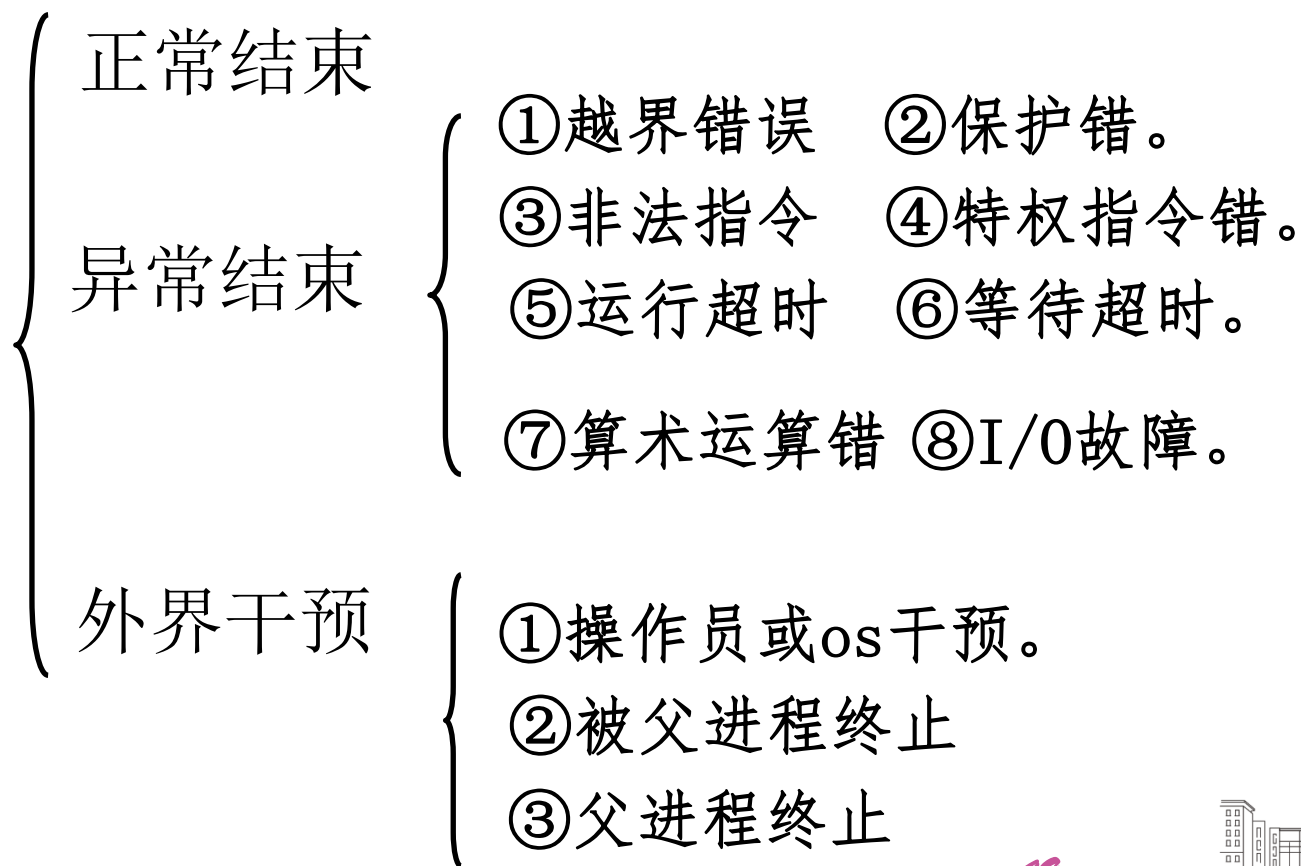 正常结束
异常结束
①越界错误 ②保护错。
③非法指令 ④特权指令错。
⑤运行超时 ⑥等待超时。
⑦算术运算错 ⑧I/0故障。
外界干预
①操作员或os干预。
②被父进程终止
③父进程终止